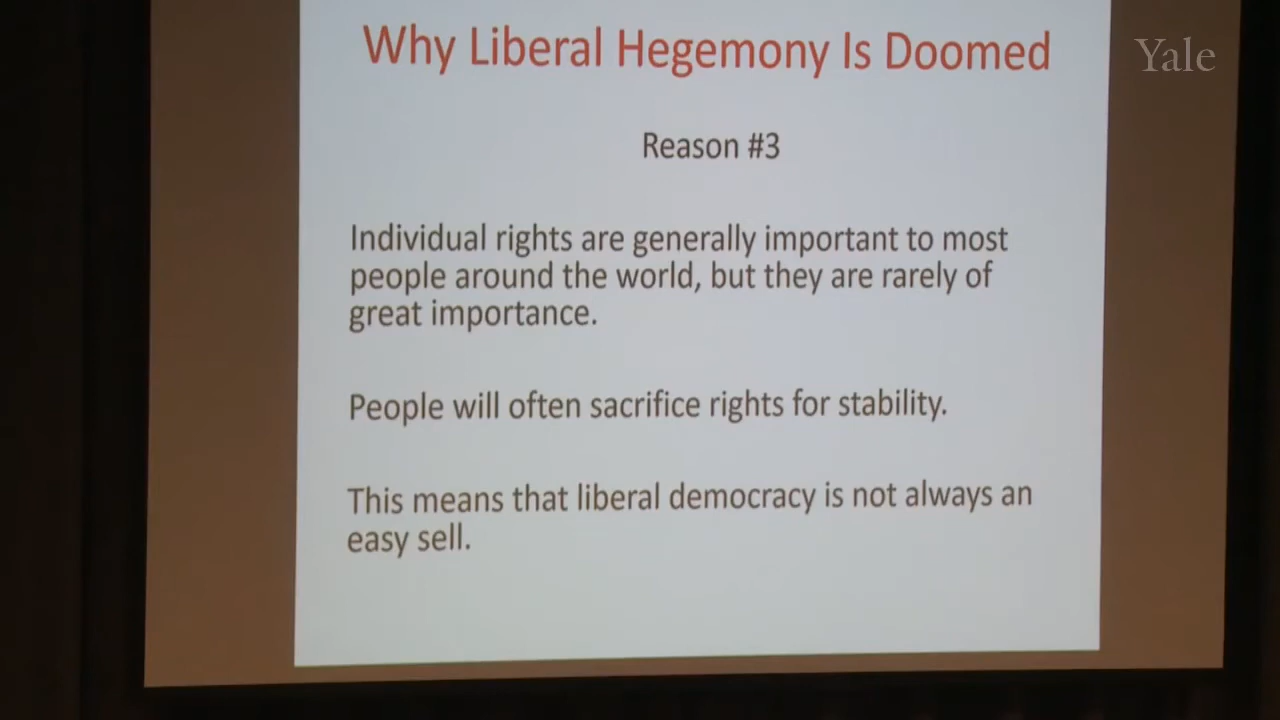 Why Liberal Hegemony Is Doomed
Yale
Reason #3
Individual rights are generally important to most
people around the world, but they are rarely of
great importance.
People will often sacrifice rights for stability.
This means that liberal democracy is not always an
easy sell.